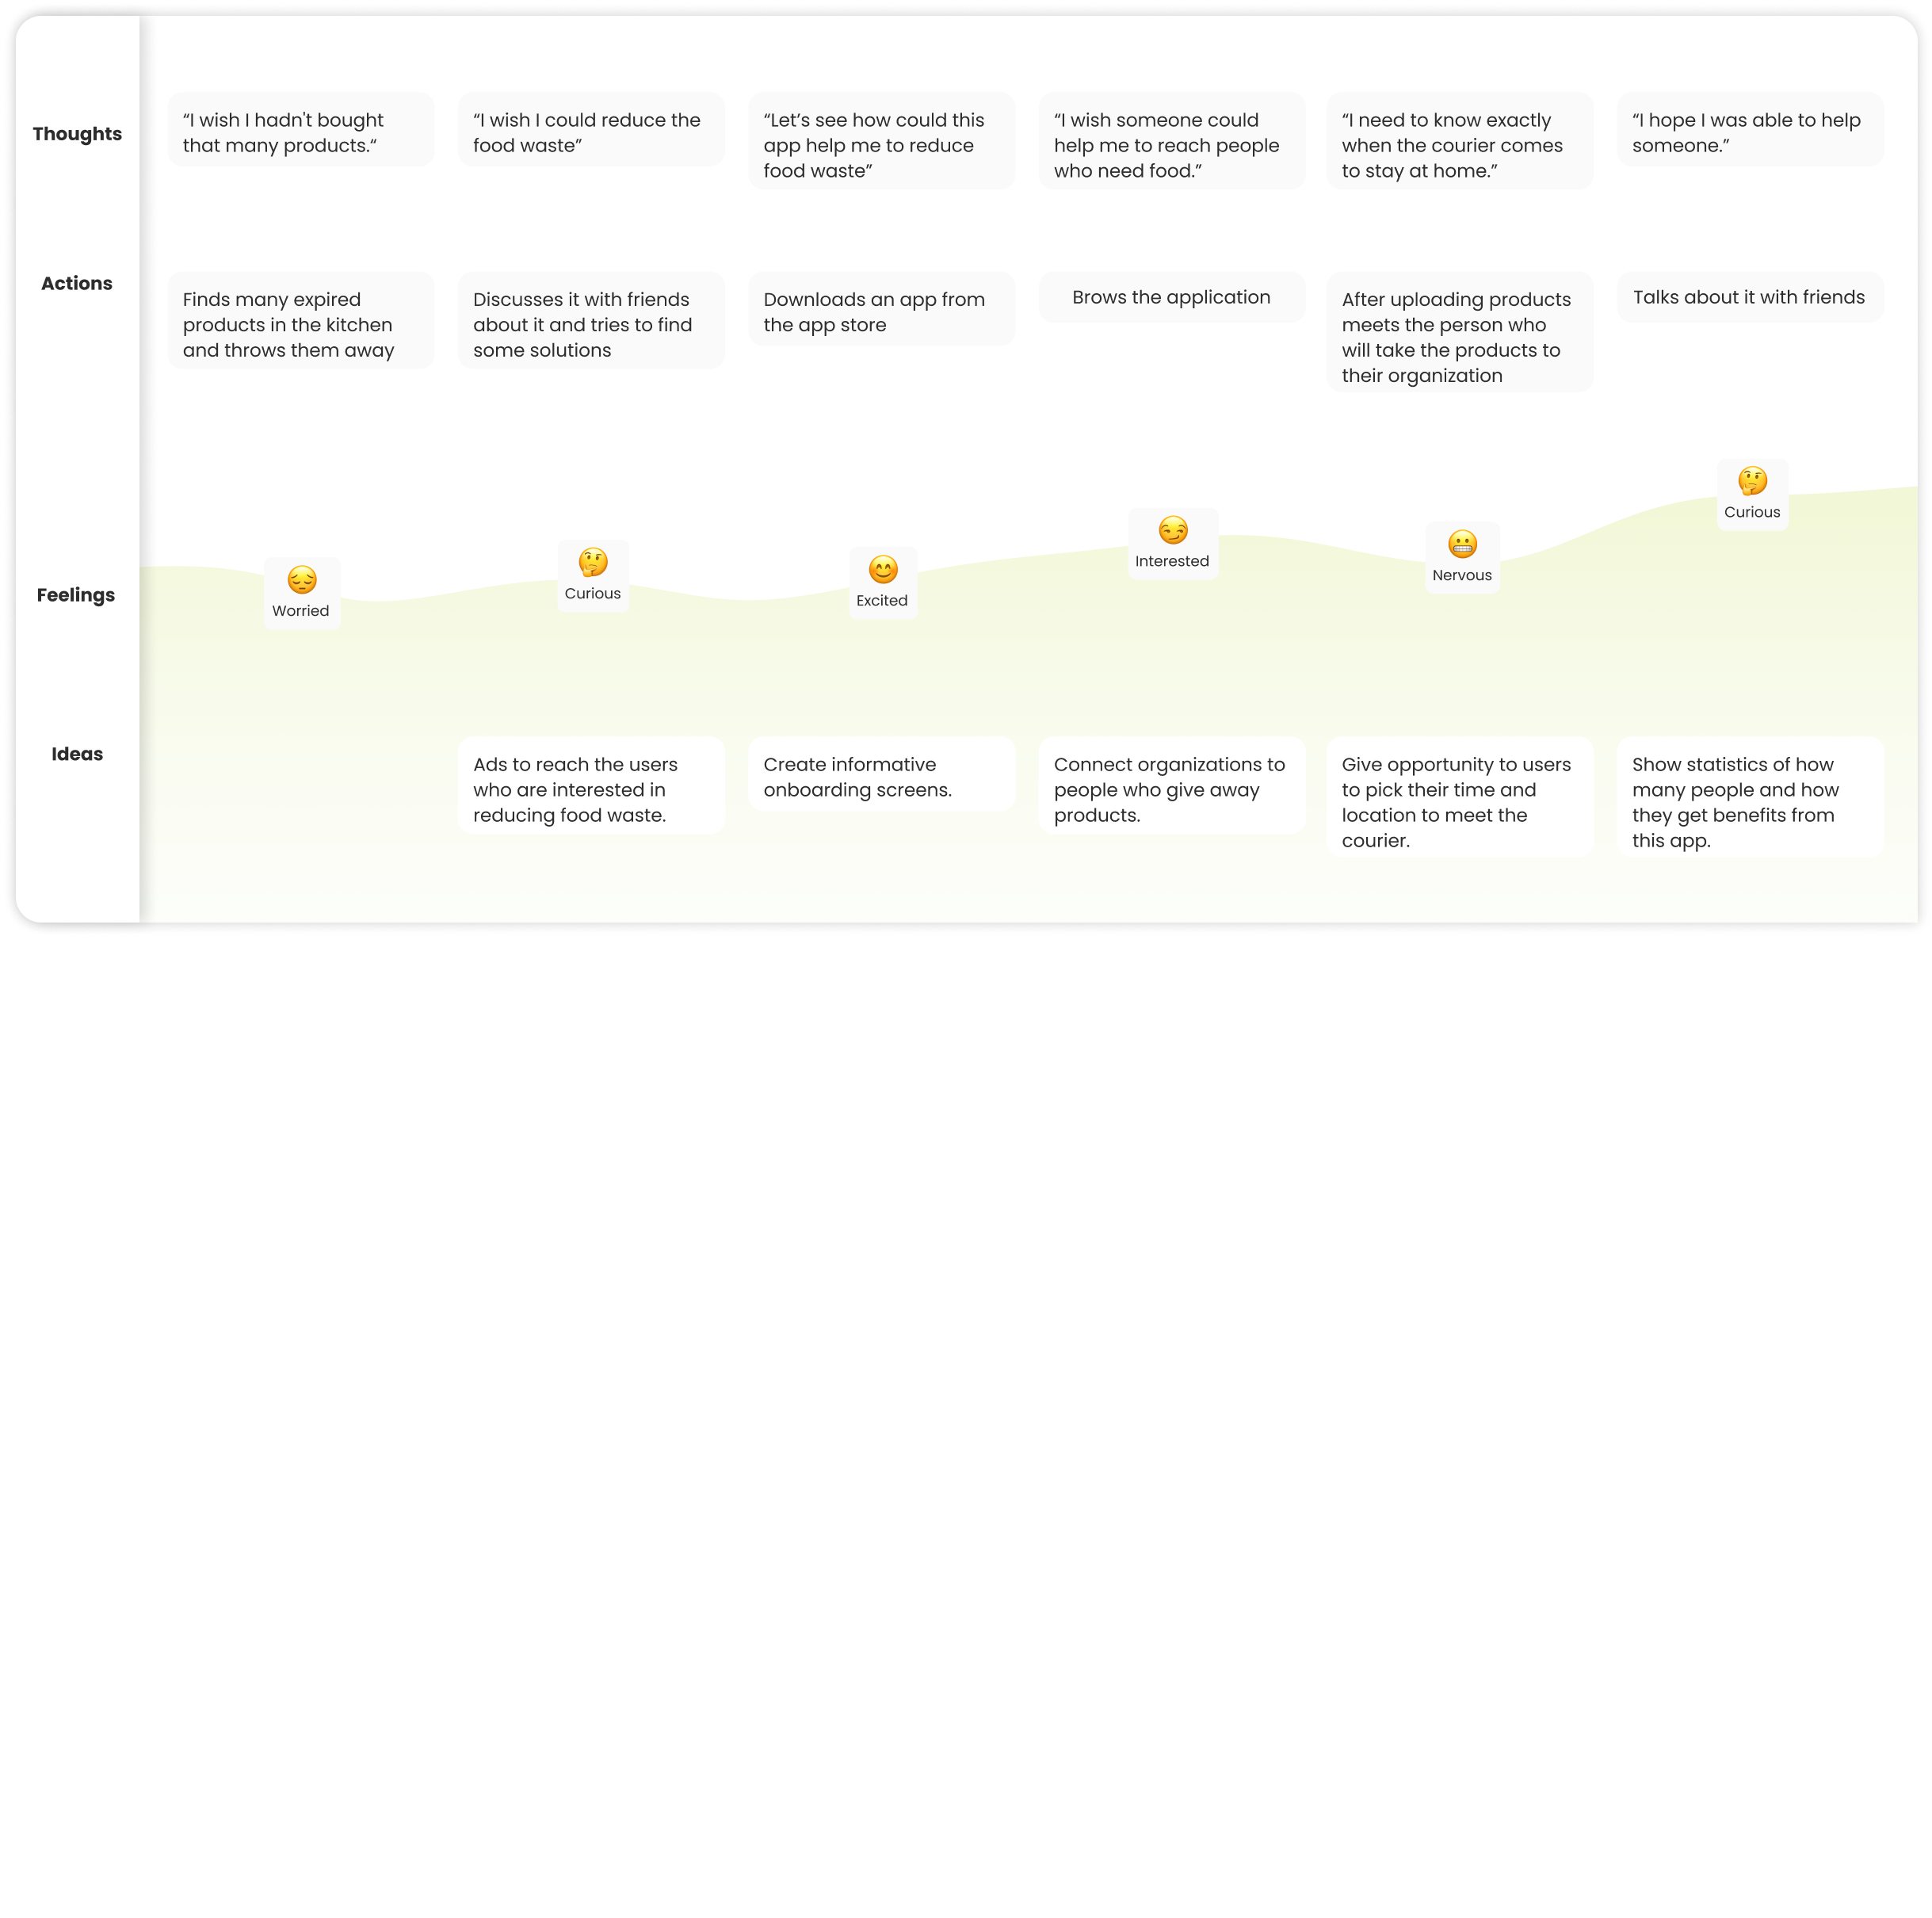 Thoughts
“I wish I hadn't bought
that many products.“
“I wish I could reduce the
food waste”
“Let’s see how could this
app help me to reduce
food waste”
“I wish someone could
help me to reach people
who need food.”
“I need to know exactly
when the courier comes
to stay at home.”
“I hope I was able to help
someone.”
Actions
Finds many expired
products in the kitchen
and throws them away
Discusses it with friends
about it and tries to find
some solutions
Downloads an app from
the app store
Brows the application
After uploading products
meets the person who
will take the products to
their organization
Talks about it with friends
Feelings
Worried
Curious
Excited
Interested
Nervous
Curious
Ideas
Ads to reach the users
who are interested in
reducing food waste.
Create informative
onboarding screens.
Connect organizations to
people who give away
products.
Give opportunity to users
to pick their time and
location to meet the
courier.
Show statistics of how
many people and how
they get benefits from
this app.